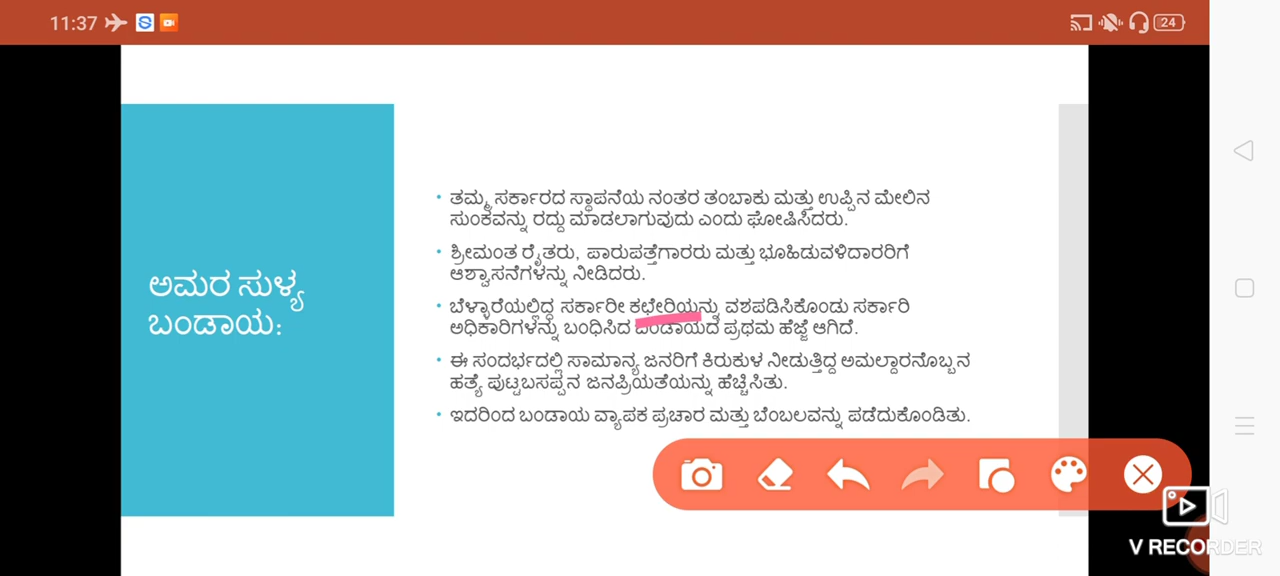 11:37
24
ಅಮರ ಸುಳ್ಯ
ಬಂಡಾಯ:
• ತಮ್ಮ ಸರ್ಕಾರದ ಸ್ಥಾಪನೆಯ ನಂತರ ತಂಬಾಕು ಮತ್ತು ಉಪ್ಪಿನ ಮೇಲಿನ
ಸುಂಕವನ್ನು ರದ್ದು ಮಾಡಲಾಗುವುದು ಎಂದು ಘೋಷಿಸಿದರು.
• ಶ್ರೀಮಂತ ರೈತರು, ಪಾರುಪತ್ತೆಗಾರರು ಮತ್ತು ಭೂಹಿಡುವಳಿದಾರರಿಗೆ
ಆಶ್ವಾಸನೆಗಳನ್ನು ನೀಡಿದರು.
• ಬೆಳ್ಳಾರೆಯಲ್ಲಿದ್ದ ಸರ್ಕಾರೀ ಕಛೇರಿಯನ್ನು ವಶಪಡಿಸಿಕೊಂಡು ಸರ್ಕಾರಿ
ಅಧಿಕಾರಿಗಳನ್ನು ಬಂಧಿಸಿದ ಬಂಡಾಯದ ಪ್ರಥಮ ಹೆಜ್ಜೆ ಆಗಿದೆ.
• ಈ ಸಂದರ್ಭದಲ್ಲಿ ಸಾಮಾನ್ಯ ಜನರಿಗೆ ಕಿರುಕುಳ ನೀಡುತ್ತಿದ್ದ ಅಮಲ್ದಾರನೊಬ್ಬನ
ಹತ್ಯೆ ಪುಟ್ಟಬಸಪ್ಪನ ಜನಪ್ರಿಯತೆಯನ್ನು ಹೆಚ್ಚಿಸಿತು.
• ಇದರಿಂದ ಬಂಡಾಯ ವ್ಯಾಪಕ ಪ್ರಚಾರ ಮತ್ತು ಬೆಂಬಲವನ್ನು ಪಡೆದುಕೊಂಡಿತು.
V RECORDER